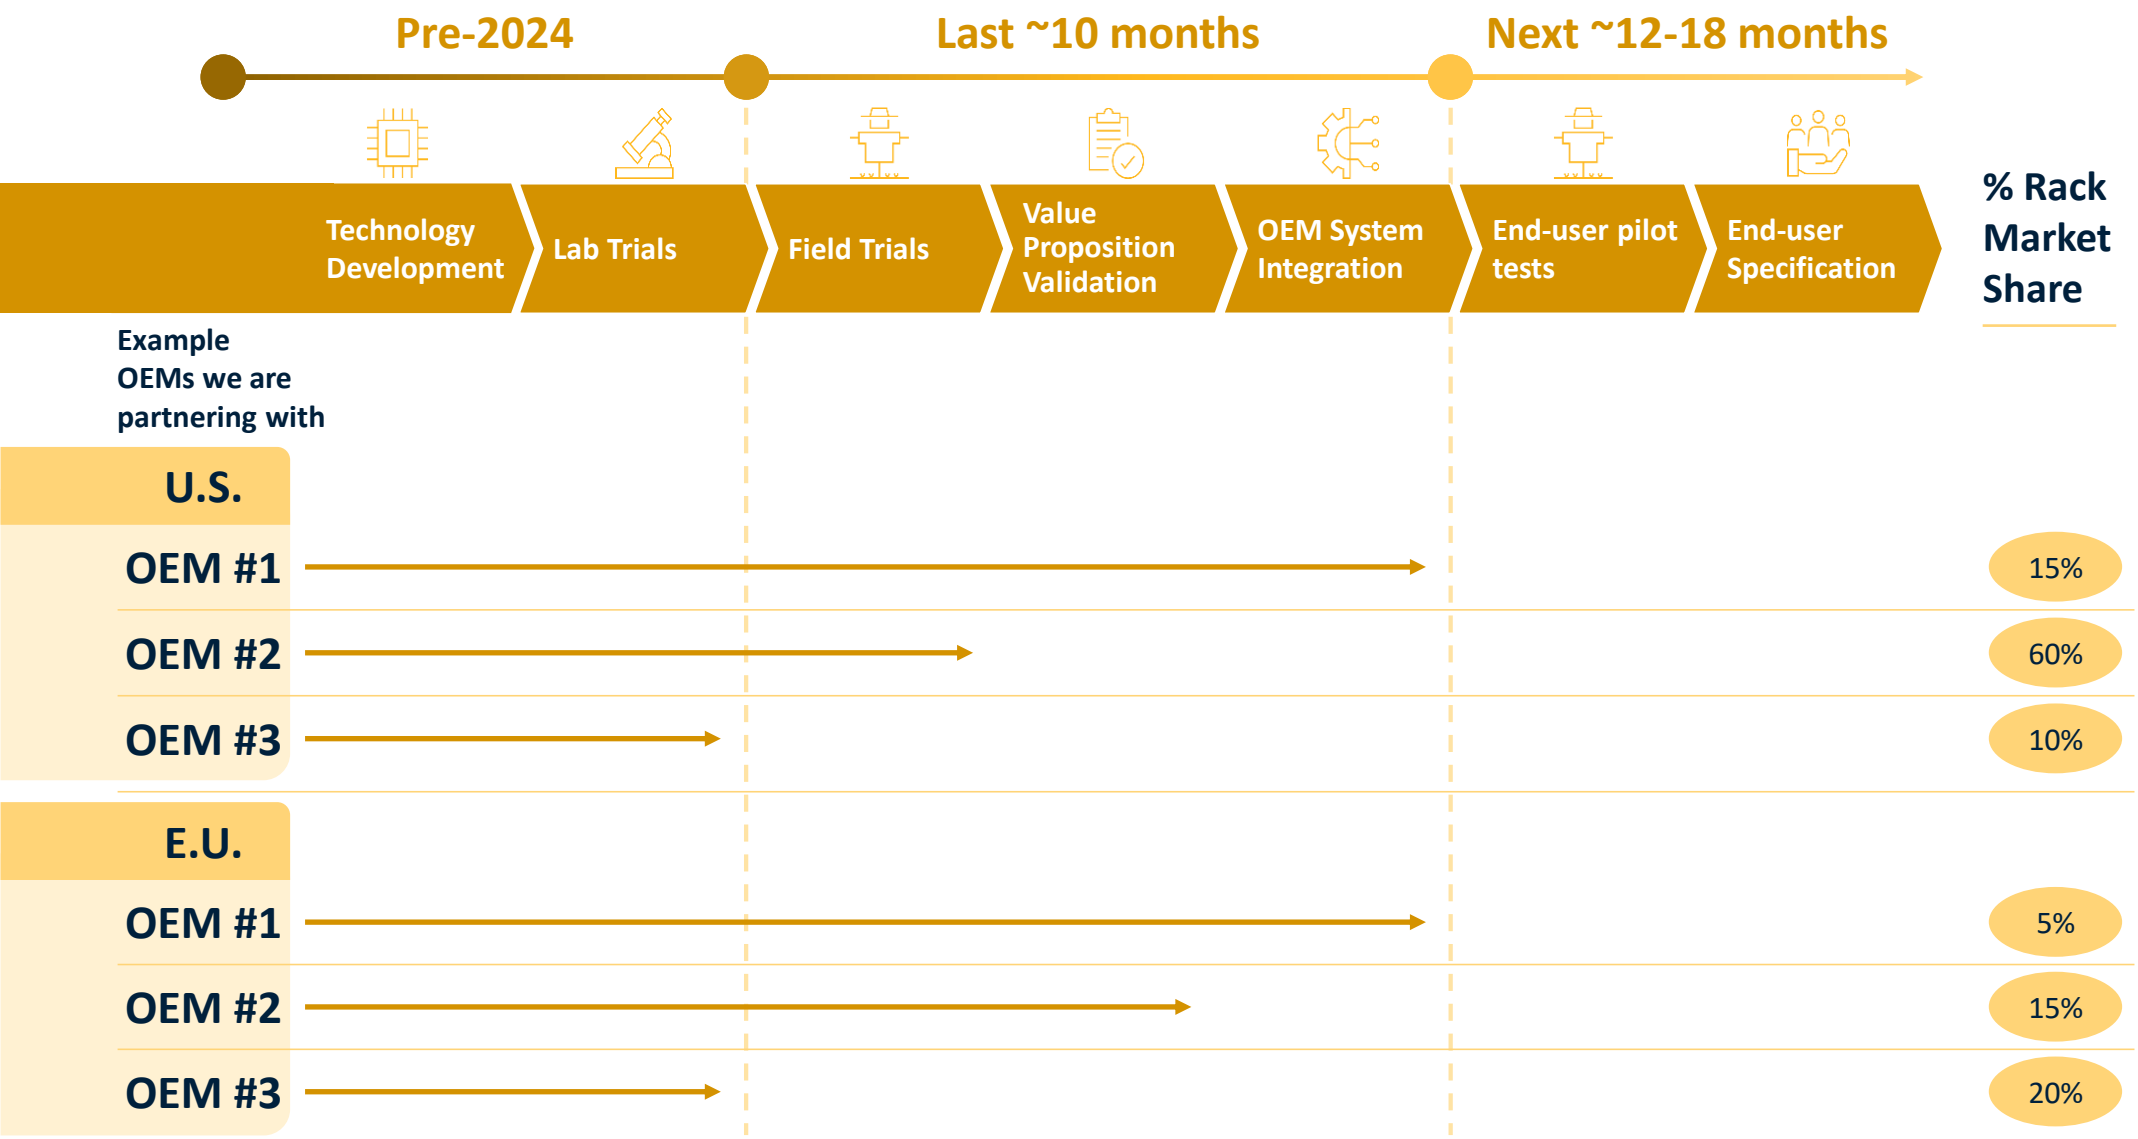 Pre-2024
Last ~10 months
Next ~12-18 months
Technology
Development
Lab Trials
Field Trials
Value
Proposition
Validation
OEM System
Integration
End-user pilot
tests
End-user
Specification
% Rack
Market
Share
Example
OEMs we are
partnering with
U.S.
OEM #1
15%
OEM #2
60%
OEM #3
10%
E.U.
OEM #1
5%
OEM #2
15%
OEM #3
20%